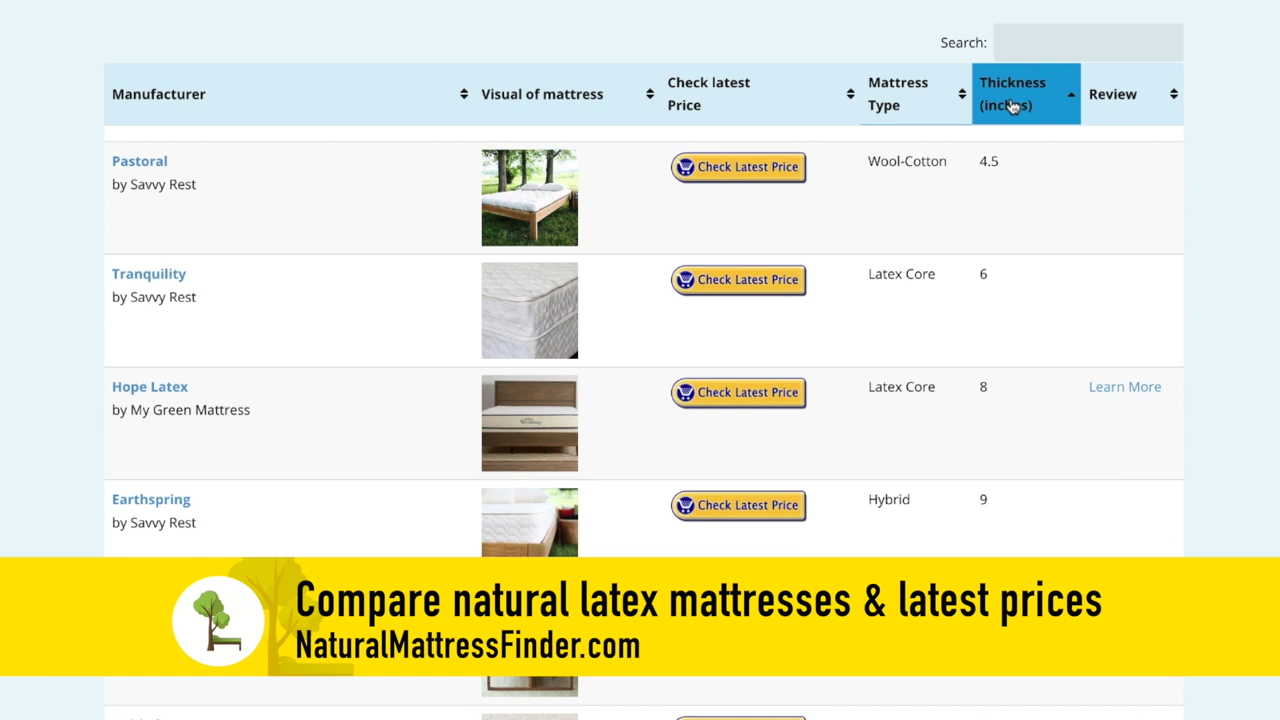 Search:
Manufacturer
Visual of mattress
Check latest
Price
Mattress
Type
Thickness
(inches)
Review
Pastoral
by Savvy Rest
Check Latest Price
Wool-Cotton
4.5
Tranquility
by Savvy Rest
Check Latest Price
Latex Core
6
Hope Latex
by My Green Mattress
Check Latest Price
Latex Core
8
Learn More
Earthspring
by Savvy Rest
Check Latest Price
Hybrid
9
Compare natural latex mattresses & latest prices
NaturalMattressFinder.com